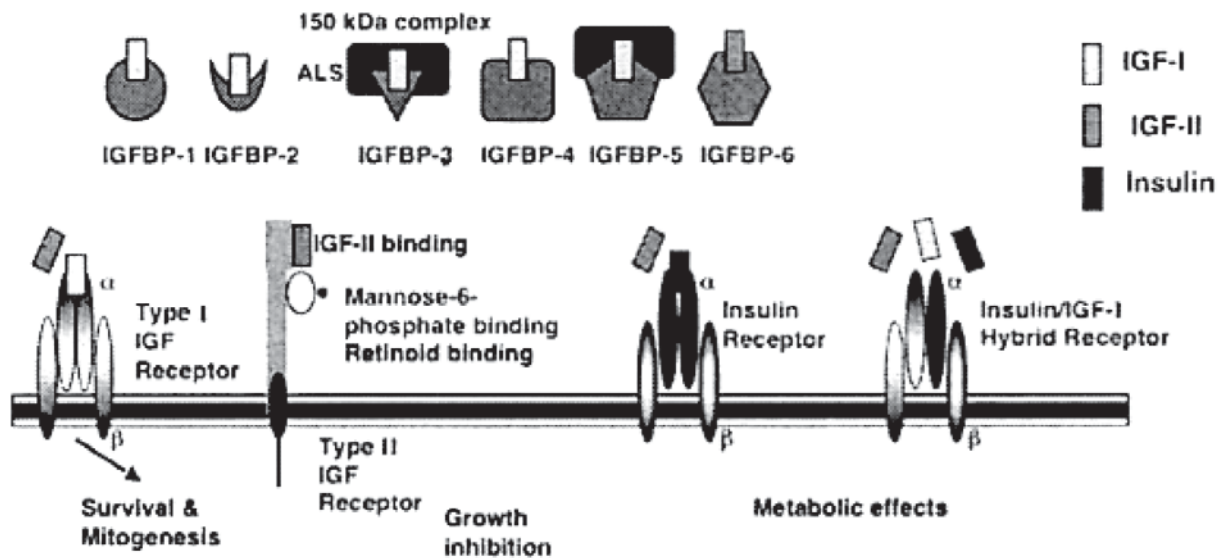 150 kDa complex
ALS
IGFBP-1 IGFBP-2 IGFBP-3 IGFBP-4 IGFBP-5 IGFBP-6
IGF-I
IGF-II
Insulin
α
Type I
IGF
Receptor
β
Survival &
Mitogenesis
IGF-II binding
Mannose-6-
phosphate binding
Retinoid binding
Type II
IGF
Receptor
Growth
inhibition
α
Insulin
Receptor
β
α
Insulin/IGF-I
Hybrid Receptor
β
Metabolic effects